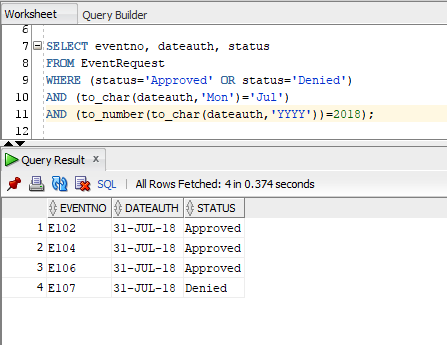 Worksheet Query Builder
6
7 SELECT eventno, dateauth, status
8 FROM EventRequest
9 WHERE (status='Approved' OR status='Denied')
10 AND (to_char(dateauth,'Mon')='Jul')
11 AND (to_number(to_char(dateauth,'YYYY'))=2018);
12
Query Result x
SQL | All Rows Fetched: 4 in 0.374 seconds
EVENTNO DATEAUTH STATUS
1 E102 31-JUL-18 Approved
2 E104 31-JUL-18 Approved
3 E106 31-JUL-18 Approved
4 E107 31-JUL-18 Denied